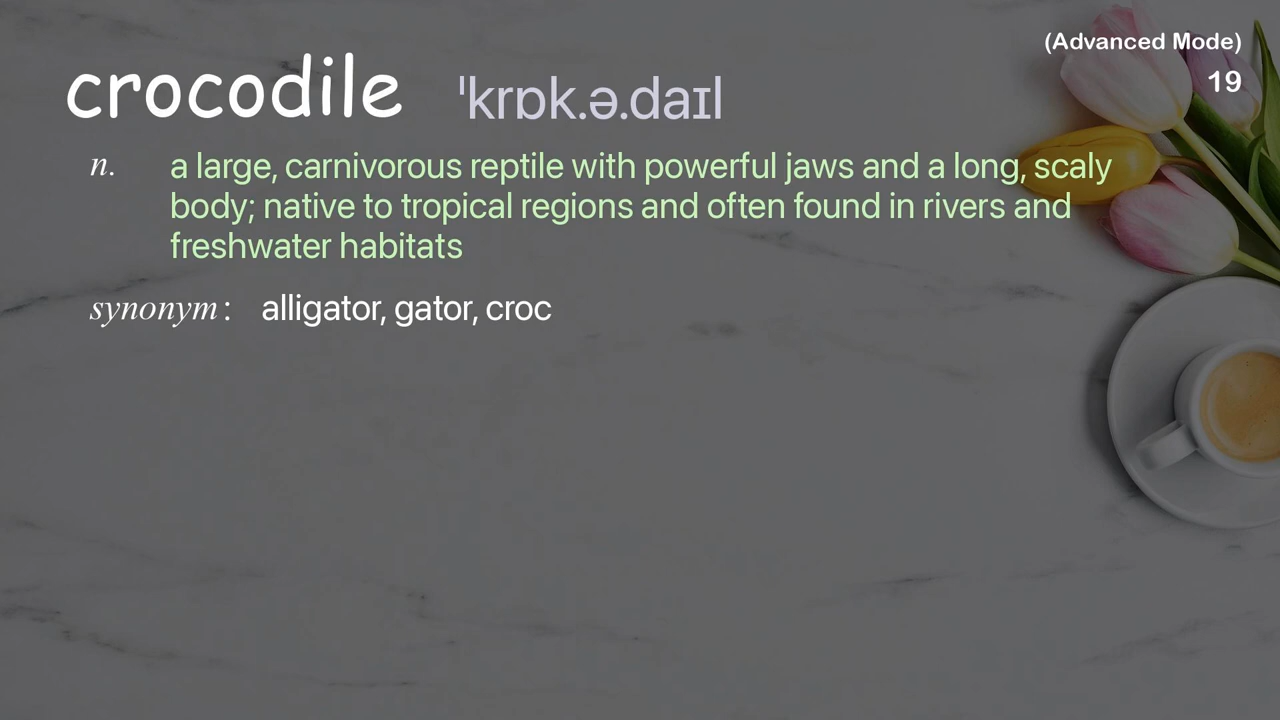 (Advanced Mode)
19
crocodile ˈkrɒk.ə.daɪl
n. a large, carnivorous reptile with powerful jaws and a long, scaly
body; native to tropical regions and often found in rivers and
freshwater habitats
synonym: alligator, gator, croc